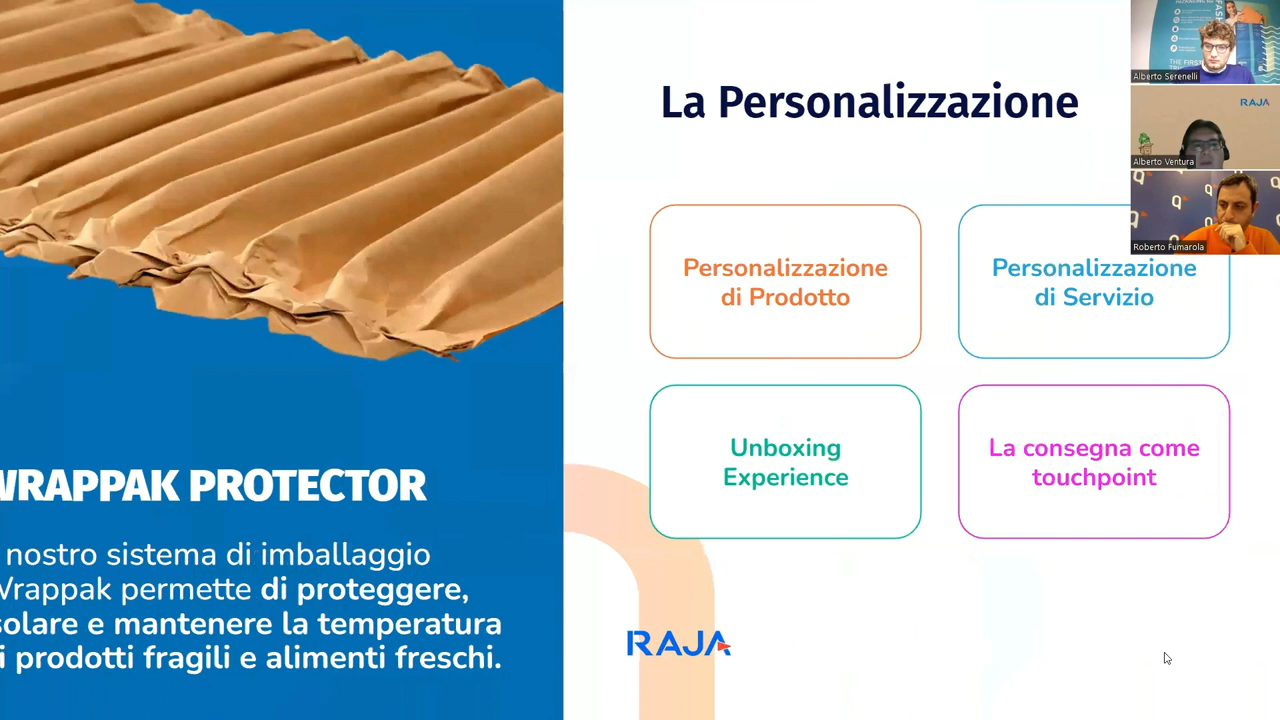 WRAPPAK PROTECTOR
nostro sistema di imballaggio
Wrappak permette di proteggere,
solare e mantenere la temperatura
i prodotti fragili e alimenti freschi.
La Personalizzazione
Personalizzazione
di Prodotto
Personalizzazione
di Servizio
Unboxing
Experience
La consegna come
touchpoint
RAJA
Alberto Serenelli
RAJA
Alberto Ventura
Roberto Fumarola